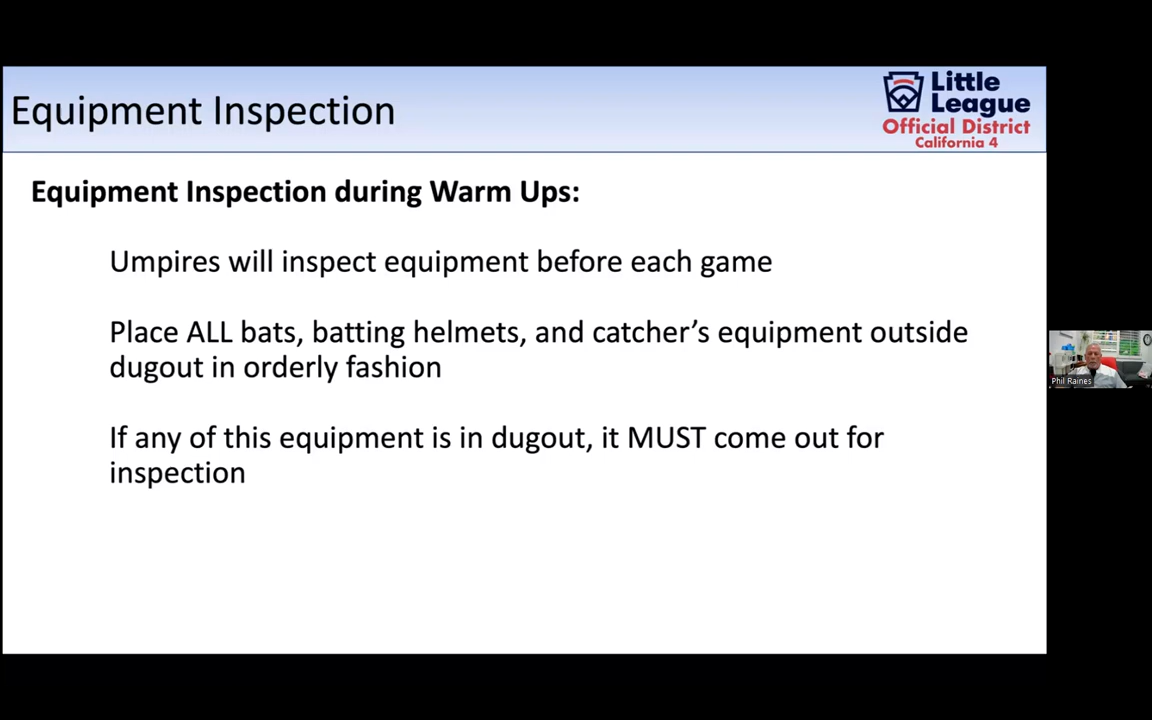 Equipment Inspection
Little
League
Official District
California 4
Equipment Inspection during Warm Ups:
Umpires will inspect equipment before each game
Place ALL bats, batting helmets, and catcher’s equipment outside
dugout in orderly fashion
If any of this equipment is in dugout, it MUST come out for
inspection
Phil Raines